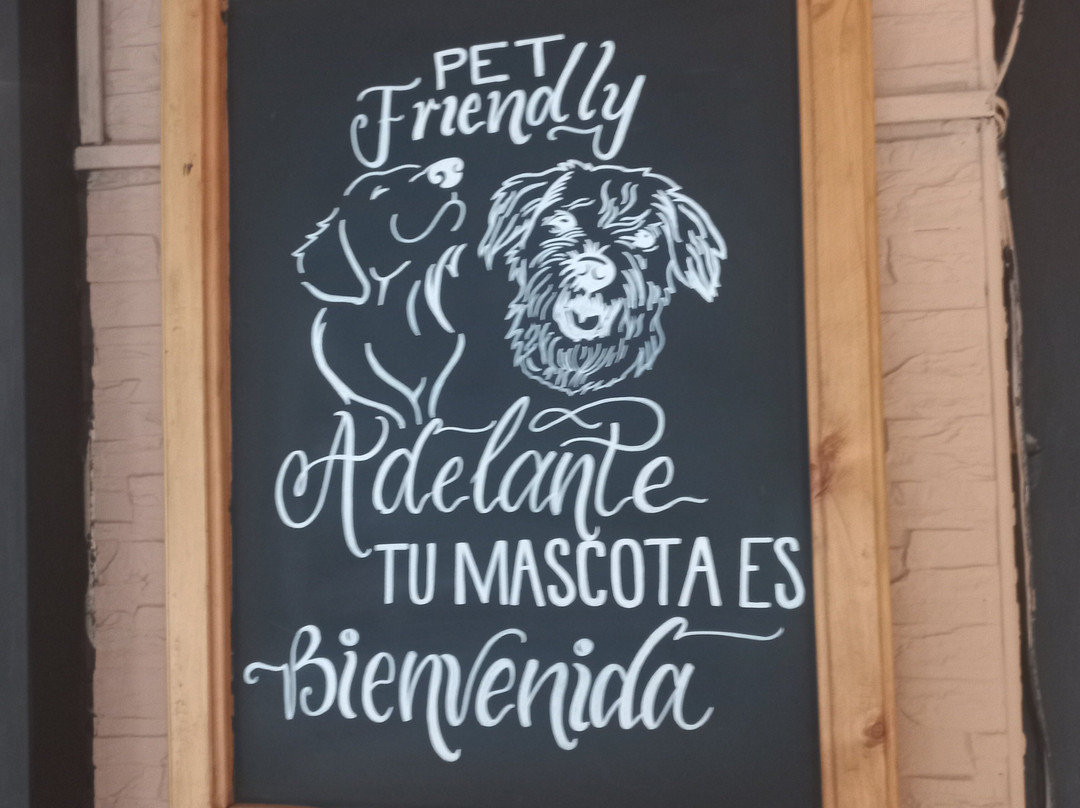 PET
Friendly
Adelante
TU MASCOTA ES
Bienvenida